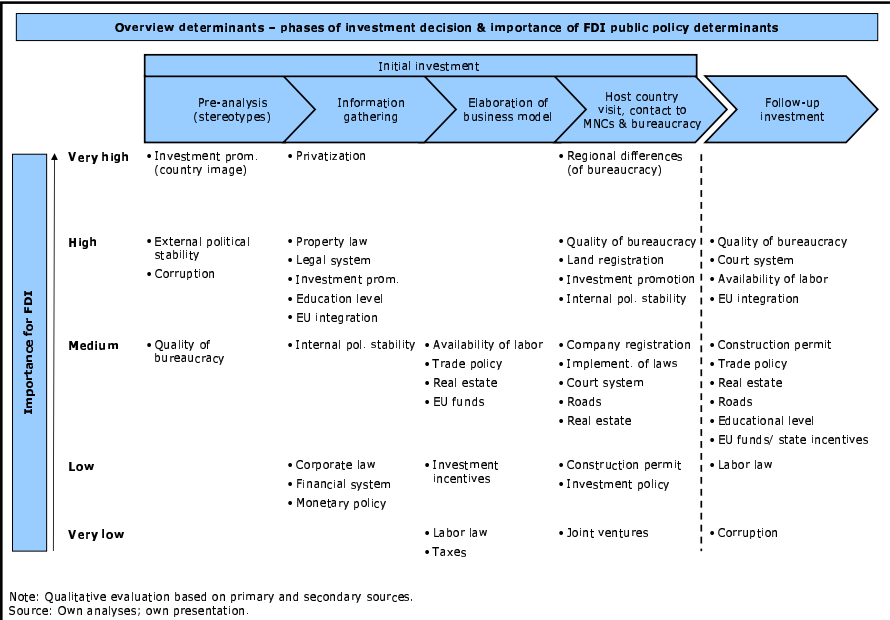 Overview determinants – phases of investment decision & importance of FDI public policy determinants
Initial investment
Pre-analysis
(stereotypes)
Information
gathering
Elaboration of
business model
Host country
visit, contact to
MNCs & bureaucracy
Follow-up
investment
Importance for FDI
Very high
• Investment prom.
(country image)
• Privatization
• Regional differences
(of bureaucracy)
High
• External political
stability
• Corruption
• Property law
• Legal system
• Investment prom.
• Education level
• EU integration
• Quality of bureaucracy
• Land registration
• Investment promotion
• Internal pol. stability
• Quality of bureaucracy
• Court system
• Availability of labor
• EU integration
Medium
• Quality of
bureaucracy
• Internal pol. stability
• Availability of labor
• Trade policy
• Real estate
• EU funds
• Company registration
• Implement. of laws
• Court system
• Roads
• Real estate
• Construction permit
• Trade policy
• Real estate
• Roads
• Educational level
• EU funds/ state incentives
Low
• Corporate law
• Financial system
• Monetary policy
• Investment
incentives
• Construction permit
• Investment policy
• Labor law
Very low
• Labor law
• Taxes
• Joint ventures
• Corruption
Note: Qualitative evaluation based on primary and secondary sources.
Source: Own analyses; own presentation.